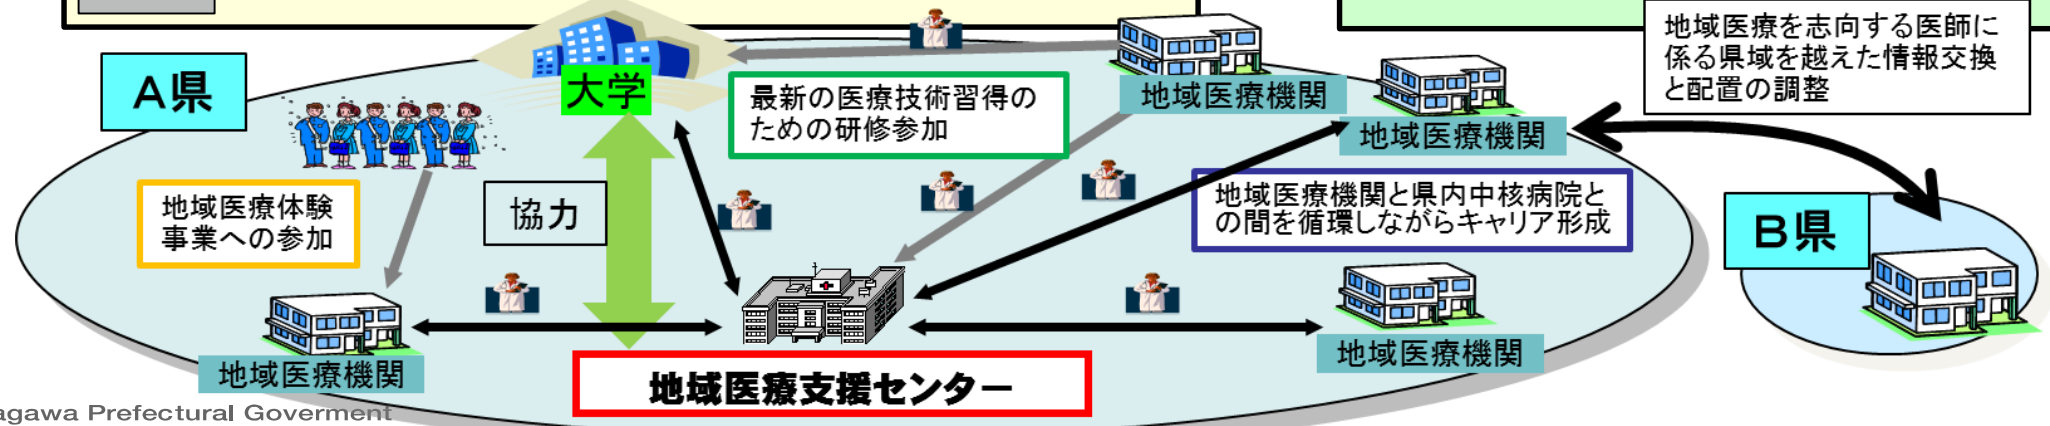 地域医療を志向する医師に
係る県域を越えた情報交換
と配置の調整
A県
大学
最新の医療技術習得の
ための研修参加
地域医療機関
地域医療機関
地域医療体験
事業への参加
協力
地域医療機関と県内中核病院と
の間を循環しながらキャリア形成
B県
地域医療機関
地域医療機関
地域医療支援センター
agawa Prefectural Goverment